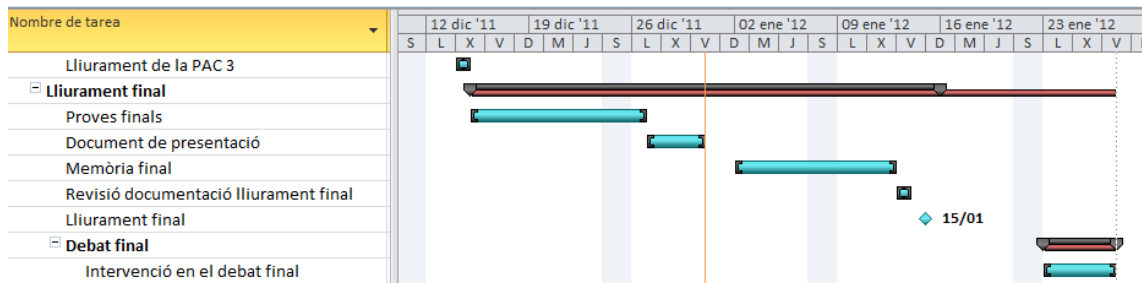 Nombre de tarea
12 dic '11 19 dic '11 26 dic '11 02 ene '12 09 ene '12 16 ene '12 23 ene '12
S L X V D M J S L X V D M J S L X V D M J S L X V
Lliurament de la PAC 3
Lliurament final
Proves finals
Document de presentació
Memòria final
Revisió documentació lliurament final
Lliurament final 15/01
Debat final
Intervenció en el debat final